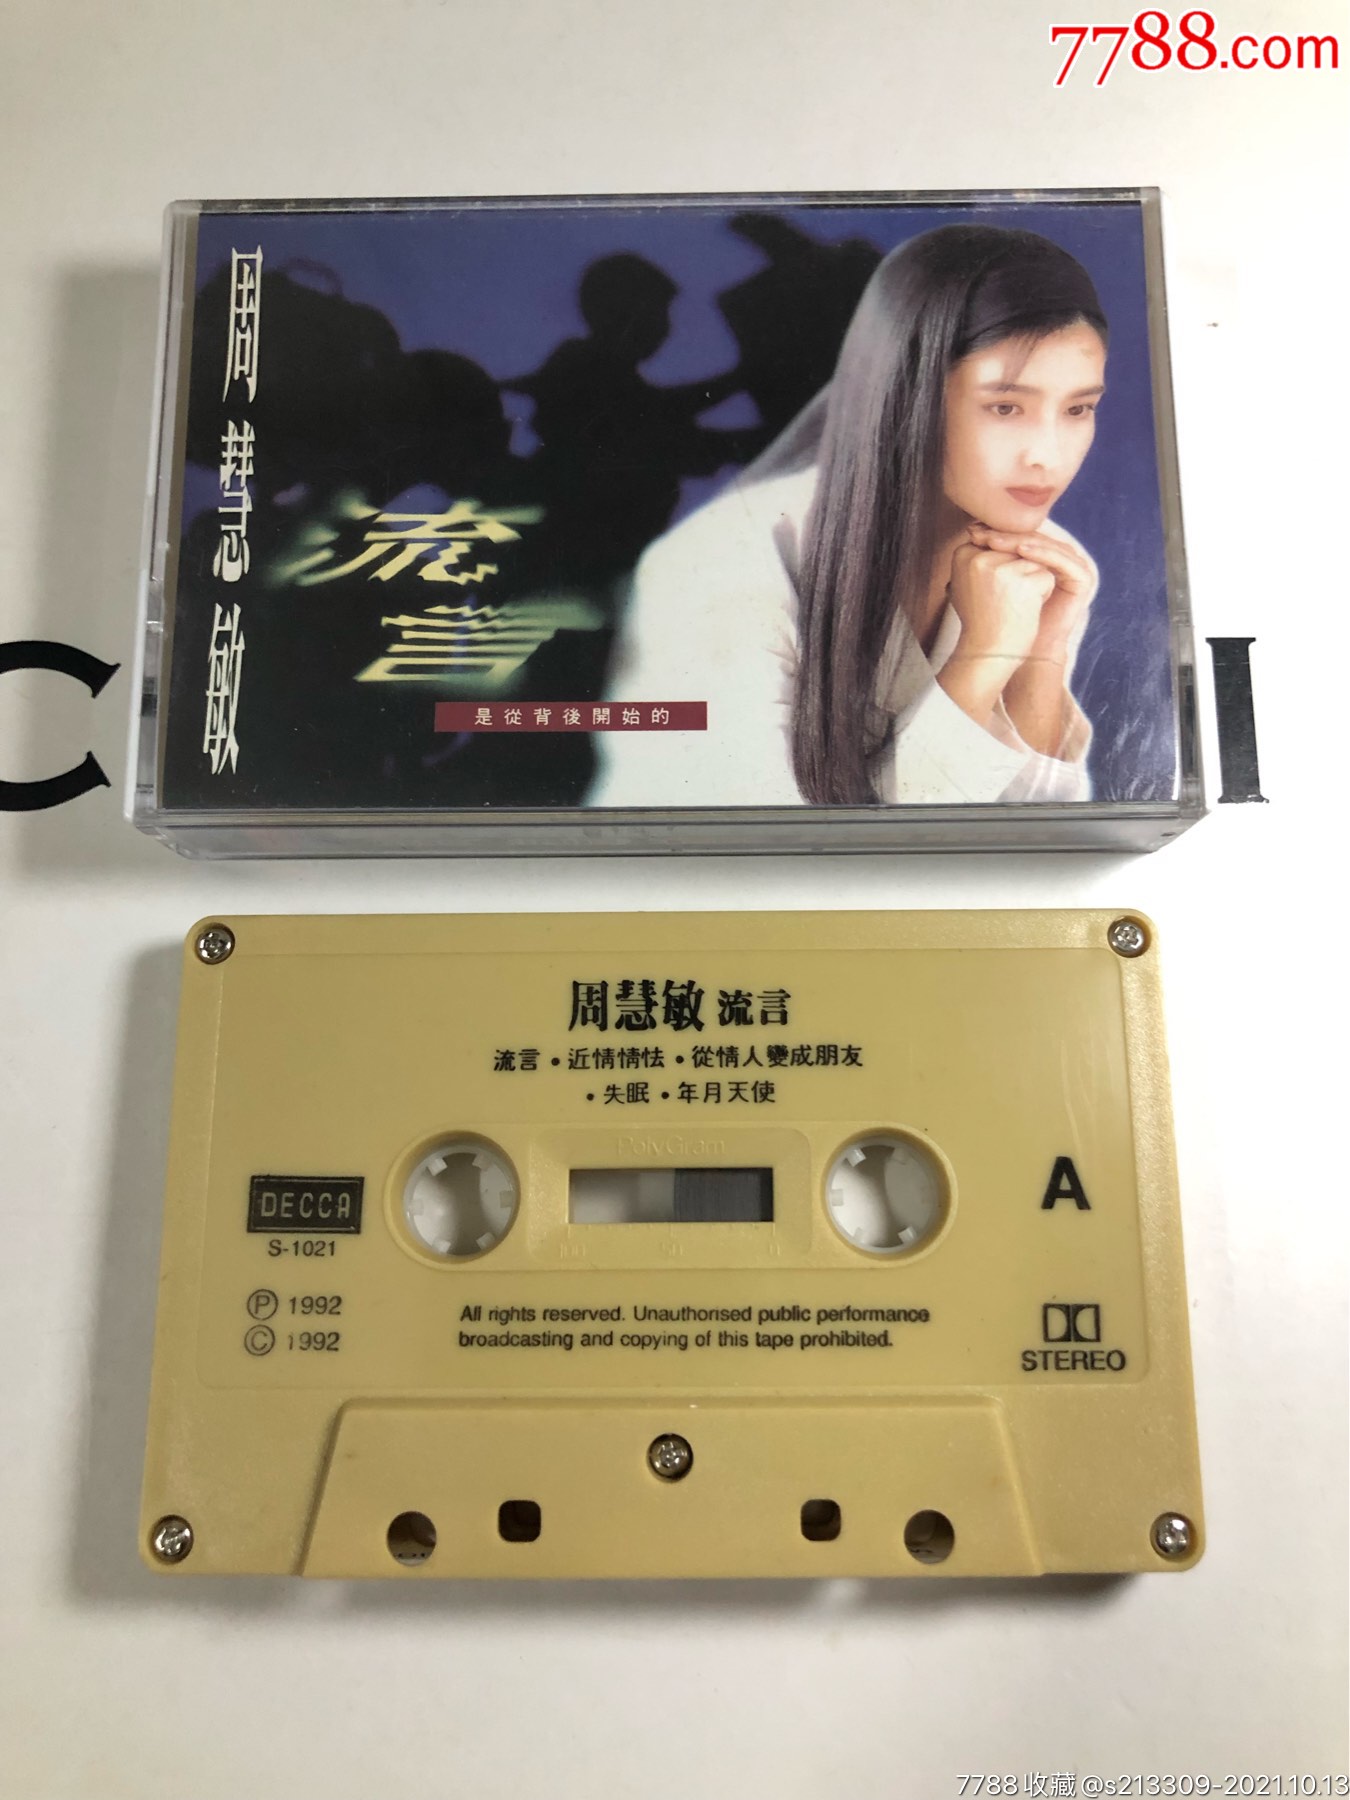 7788.com
周慧敏
流言
是從背後開始的
C I
周慧敏 流言
流言•近情情怯•從情人變成朋友
•失眠•年月天使
PolyGram
DECCA
A
100 50 0
S-1021
Ⓟ 1992
Ⓒ 1992
All rights reserved. Unauthorised public performance
broadcasting and copying of this tape prohibited.
STEREO
7788收藏@s213309-2021.10.13